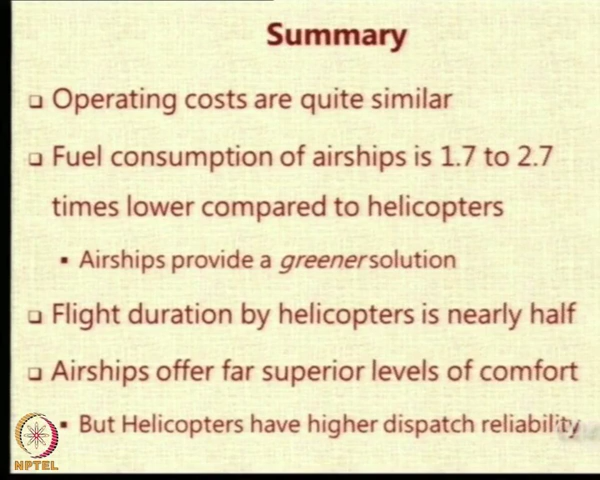 Summary
Operating costs are quite similar
Fuel consumption of airships is 1.7 to 2.7
times lower compared to helicopters
Airships provide a greener solution
Flight duration by helicopters is nearly half
Airships offer far superior levels of comfort
But Helicopters have higher dispatch reliability
NPTEL